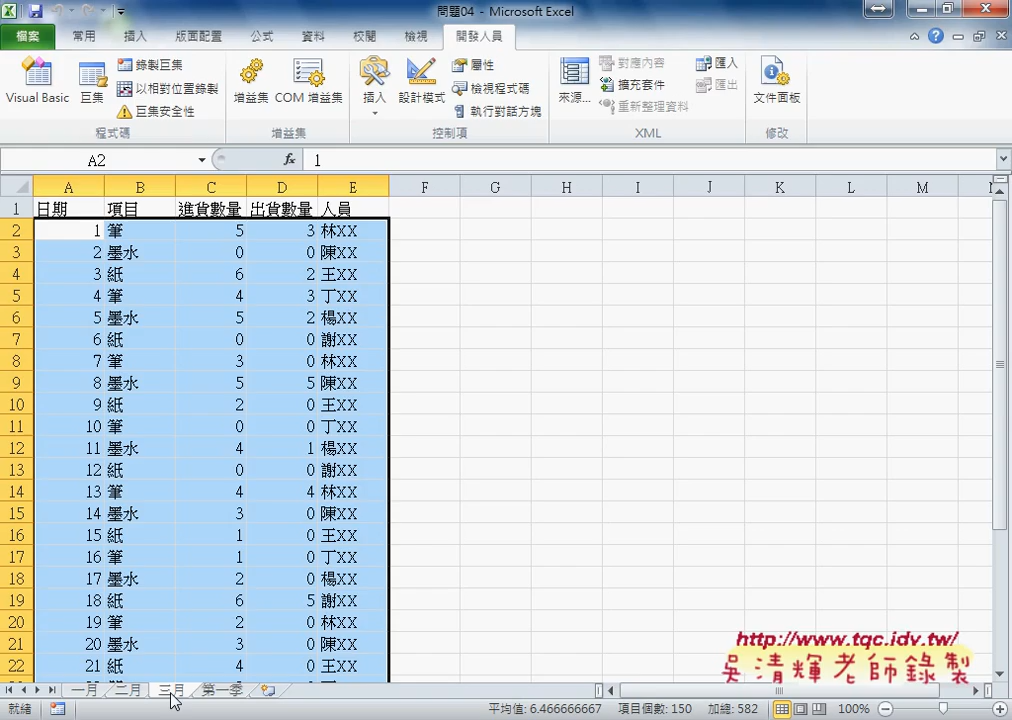 問題04 - Microsoft Excel
檔案 常用 插入 版面配置 公式 資料 校閱 檢視 開發人員
Visual Basic 巨集 錄製巨集 以相對位置錄製 巨集安全性 增益集 COM 增益集 插入 設計模式 屬性 檢視程式碼 執行對話方塊 來源... 對應內容 擴充套件 重新整理資料 匯入 匯出 文件面板
程式碼 增益集 控制項 XML 修改
A2 fx 1
A B C D E F G H I J K L M
1 日期 項目 進貨數量 出貨數量 人員
2 1 筆 5 3 林XX
3 2 墨水 0 0 陳XX
4 3 紙 6 2 王XX
5 4 筆 4 3 丁XX
6 5 墨水 5 2 楊XX
7 6 紙 0 0 謝XX
8 7 筆 3 0 林XX
9 8 墨水 5 5 陳XX
10 9 紙 2 0 王XX
11 10 筆 0 0 丁XX
12 11 墨水 4 1 楊XX
13 12 紙 0 0 謝XX
14 13 筆 4 4 林XX
15 14 墨水 3 0 陳XX
16 15 紙 1 0 王XX
17 16 筆 1 0 丁XX
18 17 墨水 2 0 楊XX
19 18 紙 6 5 謝XX
20 19 筆 2 0 林XX
21 20 墨水 3 0 陳XX
22 21 紙 4 0 王XX
http://www.tqc.idv.tw/
吳清輝老師錄製
一月 二月 三月 第一季
就緒 平均值: 6.466666667 項目個數: 150 加總: 582 100%